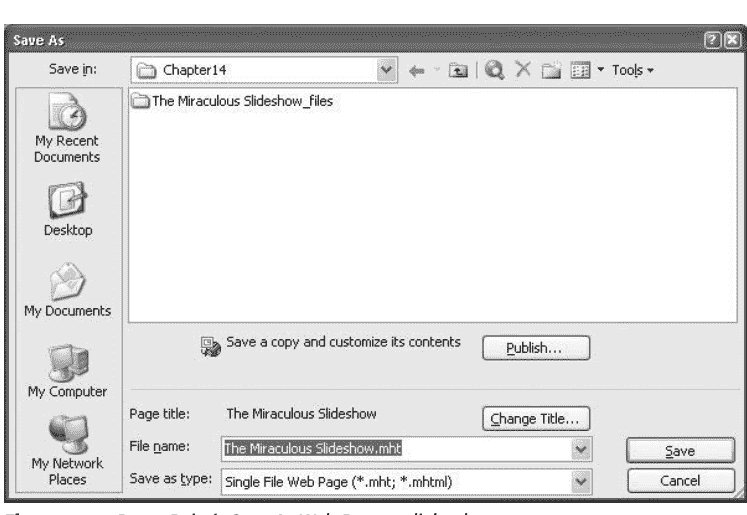 Save As
Save in:
Chapter14
Tools
The Miraculous Slideshow_files
My Recent
Documents
Desktop
My Documents
My Computer
My Network
Places
Save a copy and customize its contents
Publish...
Page title:
The Miraculous Slideshow
Change Title...
File name:
The Miraculous Slideshow.mht
Save
Save as type:
Single File Web Page (*.mht; *.mhtml)
Cancel